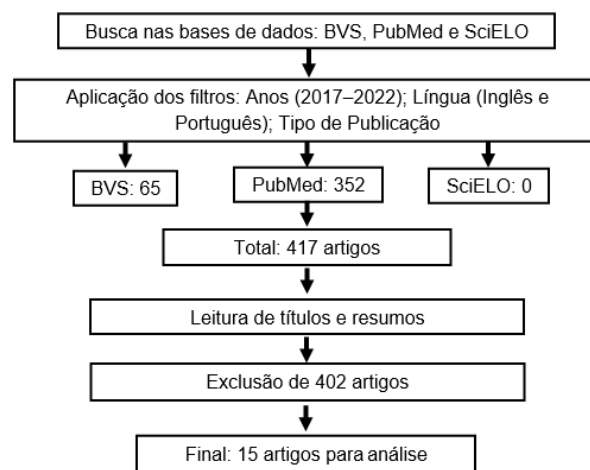 Busca nas bases de dados: BVS, PubMed e SciELO
Aplicação dos filtros: Anos (2017–2022); Língua (Inglês e
Português); Tipo de Publicação
BVS: 65
PubMed: 352
SciELO: 0
Total: 417 artigos
Leitura de títulos e resumos
Exclusão de 402 artigos
Final: 15 artigos para análise